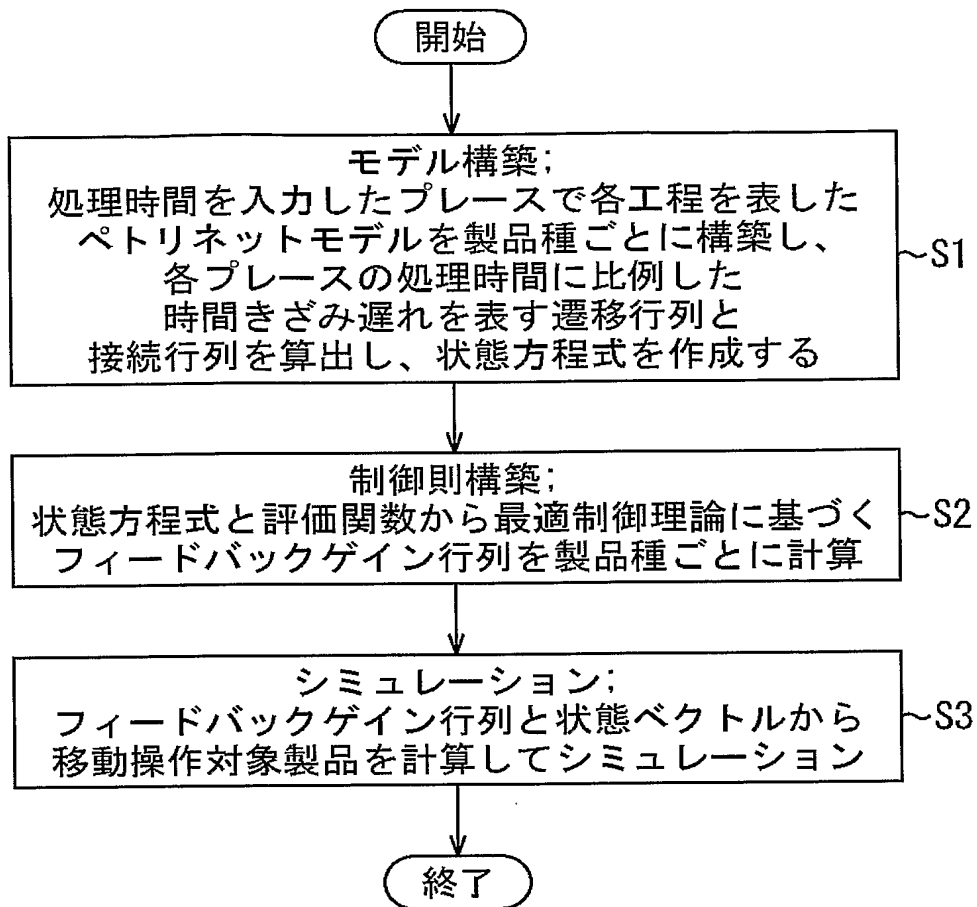 開始
モデル構築;
処理時間を入力したプレースで各工程を表した
ペトリネットモデルを製品種ごとに構築し、
各プレースの処理時間に比例した
時間きざみ遅れを表す遷移行列と
接続行列を算出し、状態方程式を作成する
~S1
制御則構築;
状態方程式と評価関数から最適制御理論に基づく
フィードバックゲイン行列を製品種ごとに計算
~S2
シミュレーション;
フィードバックゲイン行列と状態ベクトルから
移動操作対象製品を計算してシミュレーション
~S3
終了